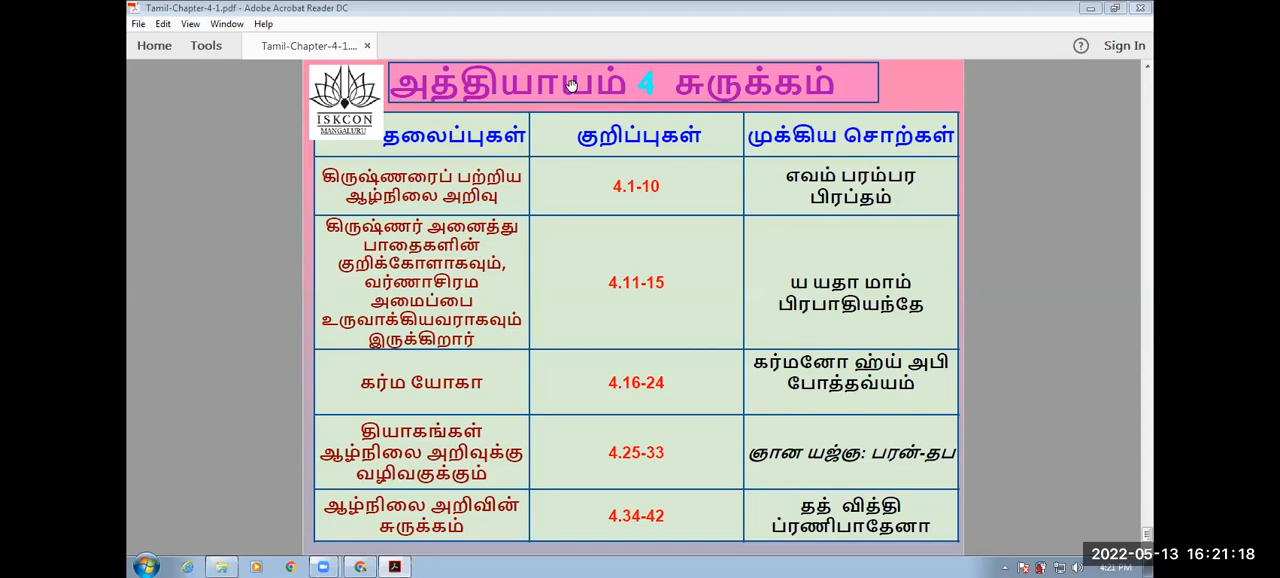 Tamil-Chapter-4-1.pdf - Adobe Acrobat Reader DC
File Edit View Window Help
Home Tools Tamil-Chapter-4-1.... × Sign In
ISKCON
MANGALURU
அத்தியாயம் 4 சுருக்கம்
தலைப்புகள் குறிப்புகள் முக்கிய சொற்கள்
கிருஷ்ணரைப் பற்றிய
ஆழ்நிலை அறிவு
4.1-10
எவம் பரம்பர
பிரப்தம்
கிருஷ்ணர் அனைத்து
பாதைகளின்
குறிக்கோளாகவும்,
வர்ணாசிரம
அமைப்பை
உருவாக்கியவராகவும்
இருக்கிறார்
4.11-15
ய யதா மாம்
பிரபாதியந்தே
கர்ம யோகா
4.16-24
கர்மனோ ஹ்ய் அபி
போத்தவ்யம்
தியாகங்கள்
ஆழ்நிலை அறிவுக்கு
வழிவகுக்கும்
4.25-33
ஞான யஜ்ஞ: பரன்-தப
ஆழ்நிலை அறிவின்
சுருக்கம்
4.34-42
தத் வித்தி
ப்ரணிபாதேனா
2022-05-13 16:21:18
4:21 PM